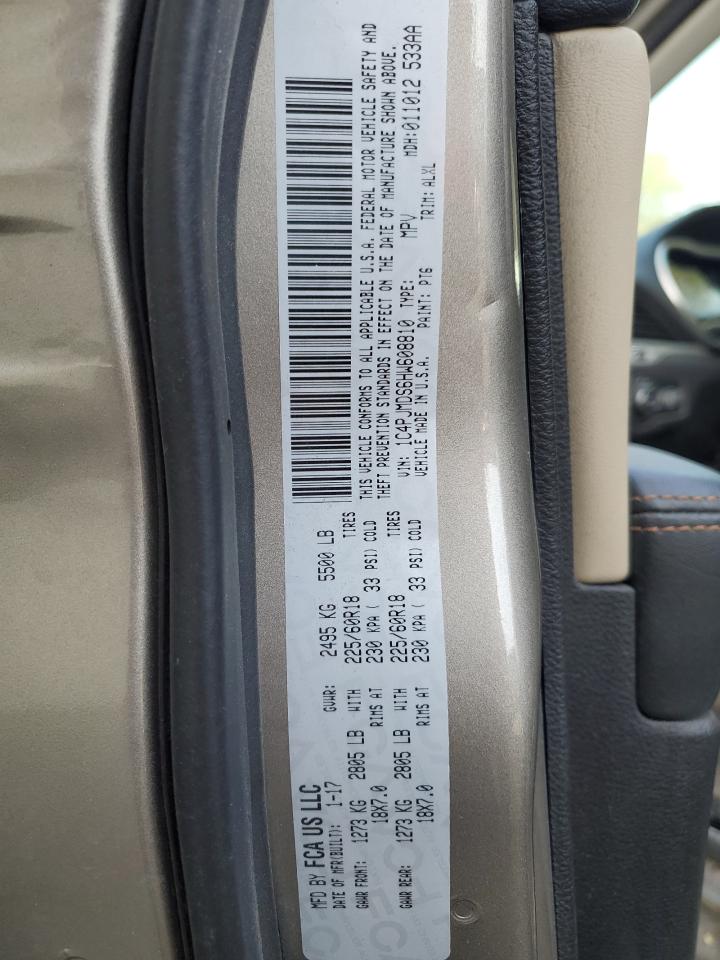 MFD BY FCA US LLC
DATE OF MFR(BUILT): 1-17 GVWR: 2495 KG 5500 LB
GAWR FRONT: 1273 KG 2805 LB WITH 225/60R18 TIRES
18X7.0 RIMS AT 230 KPA ( 33 PSI) COLD
GAWR REAR: 1273 KG 2805 LB WITH 225/60R18 TIRES
18X7.0 RIMS AT 230 KPA ( 33 PSI) COLD
THIS VEHICLE CONFORMS TO ALL APPLICABLE U.S.A. FEDERAL MOTOR VEHICLE SAFETY AND
THEFT PREVENTION STANDARDS IN EFFECT ON THE DATE OF MANUFACTURE SHOWN ABOVE.
VIN: 1C4PJMDS6HW608810 TYPE: MPV MDH:011012 533AA
VEHICLE MADE IN U.S.A. PAINT: PTG TRIM: ALXL